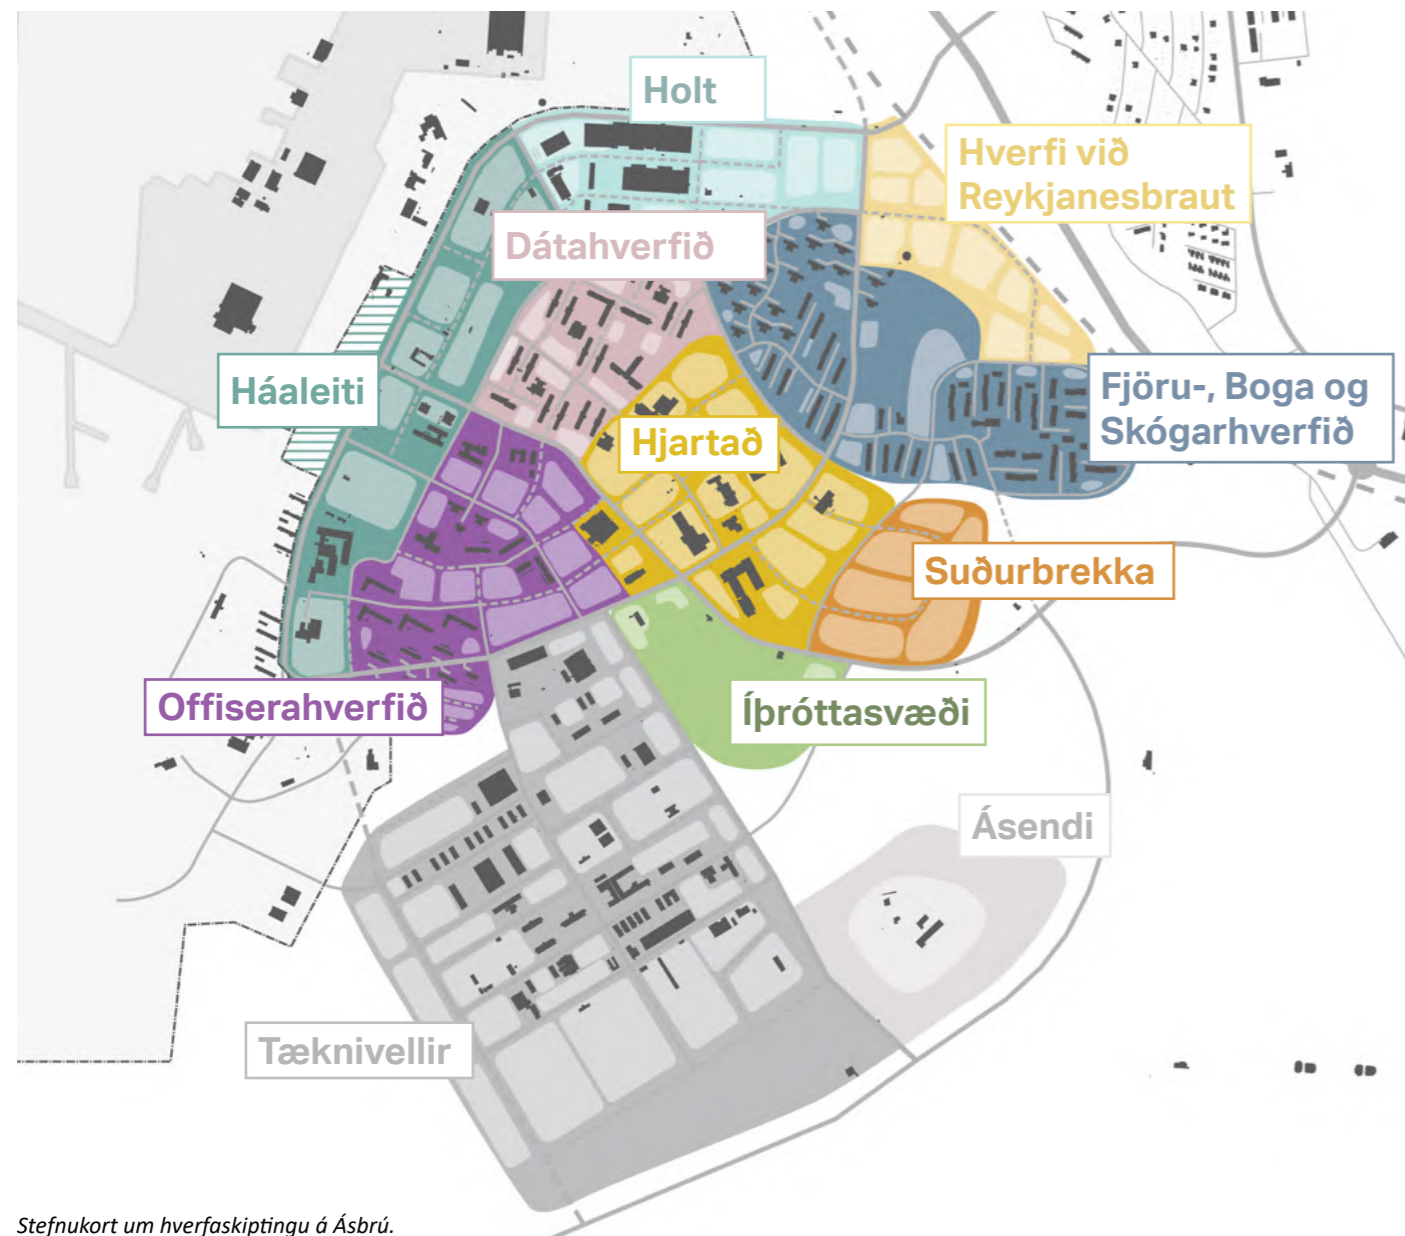 Holt
Hverfi við
Reykjanesbraut
Dátahverfið
Háaleiti
Fjöru-, Boga og
Skógarhverfið
Hjartað
Suðurbrekka
Offiserahverfið
Íþróttasvæði
Ásendi
Tæknivellir
Stefnukort um hverfaskiptingu á Ásbrú.